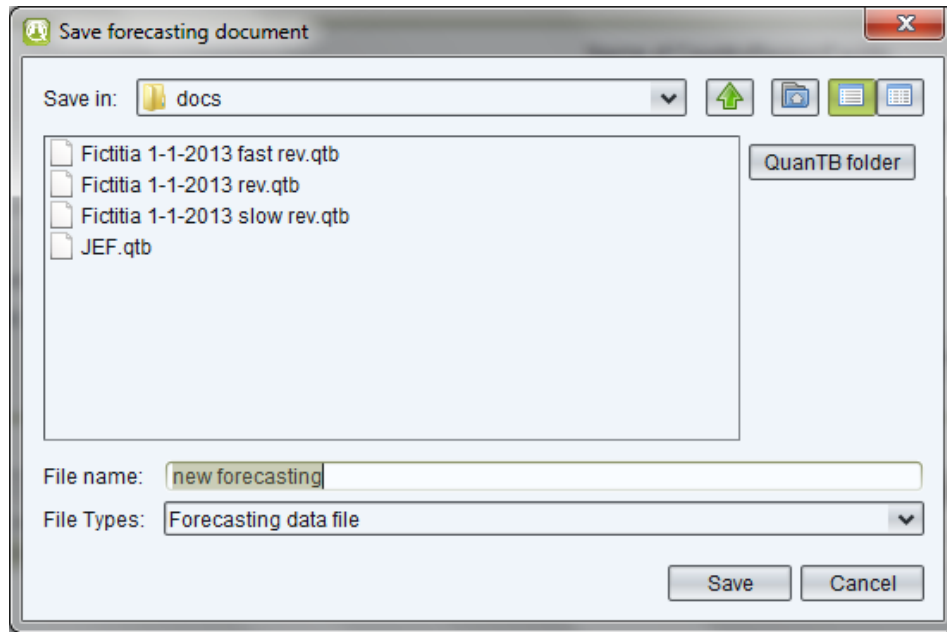 Save forecasting document
Save in: docs
Fictitia 1-1-2013 fast rev.qtb
QuanTB folder
Fictitia 1-1-2013 rev.qtb
Fictitia 1-1-2013 slow rev.qtb
JEF.qtb
File name: new forecasting
File Types: Forecasting data file
Save Cancel